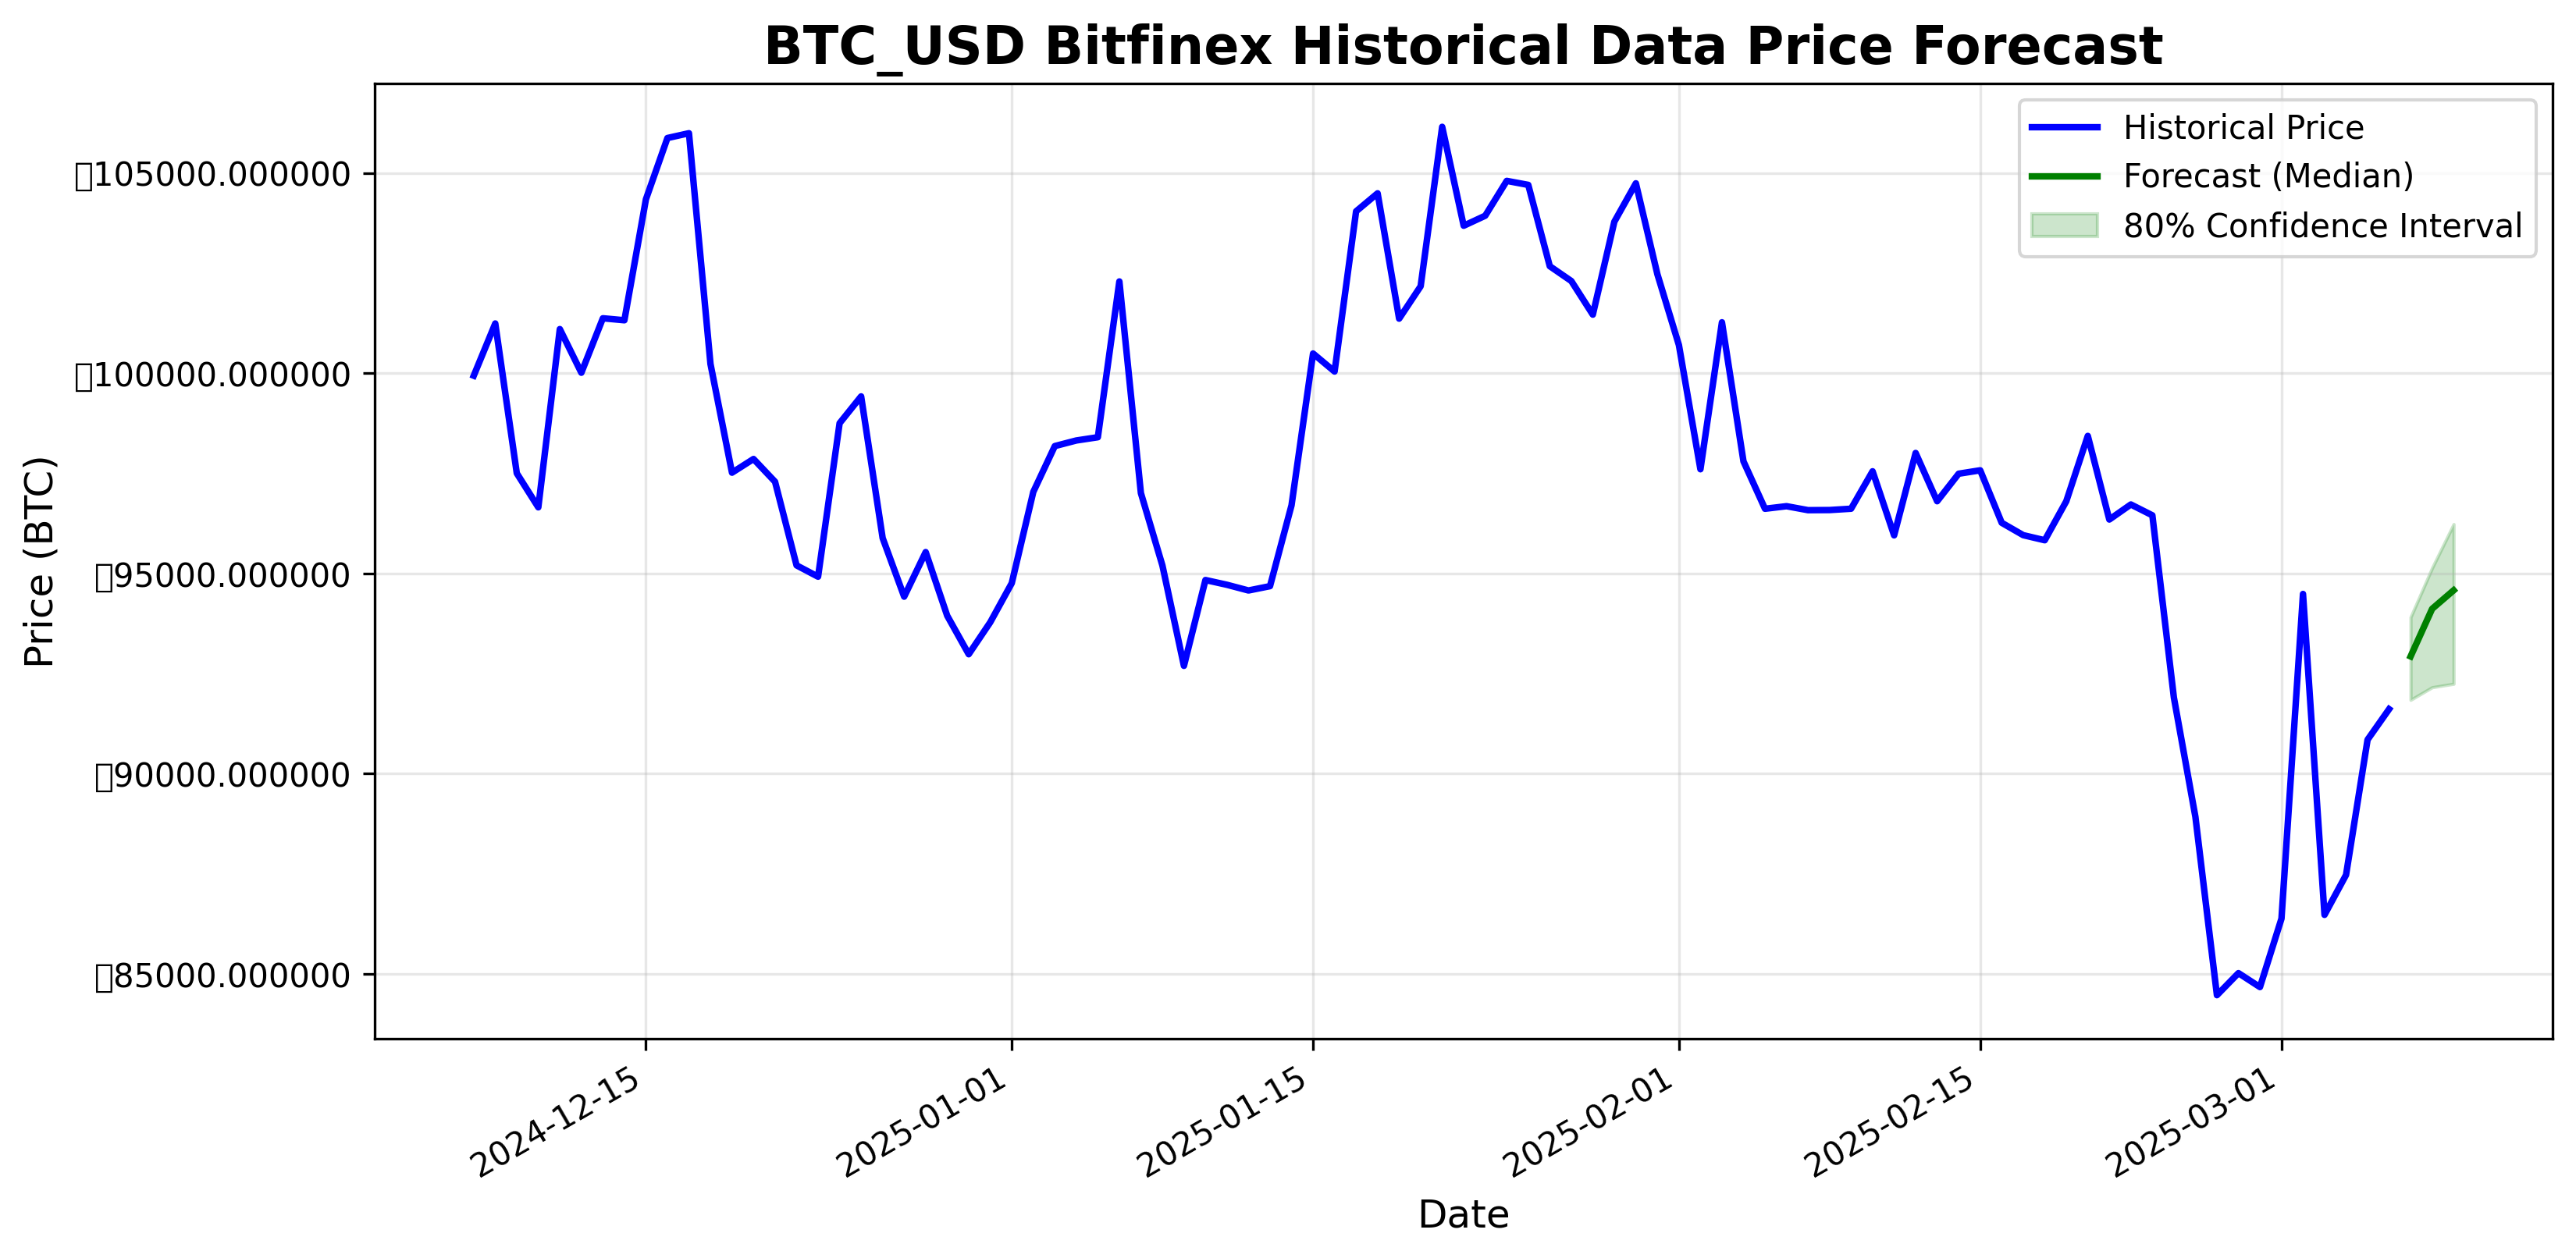 BTC_USD Bitfinex Historical Data Price Forecast
Historical Price
Forecast (Median)
80% Confidence Interval
Price (BTC)
105000.000000
100000.000000
95000.000000
90000.000000
85000.000000
2024-12-15
2025-01-01
2025-01-15
2025-02-01
2025-02-15
2025-03-01
Date